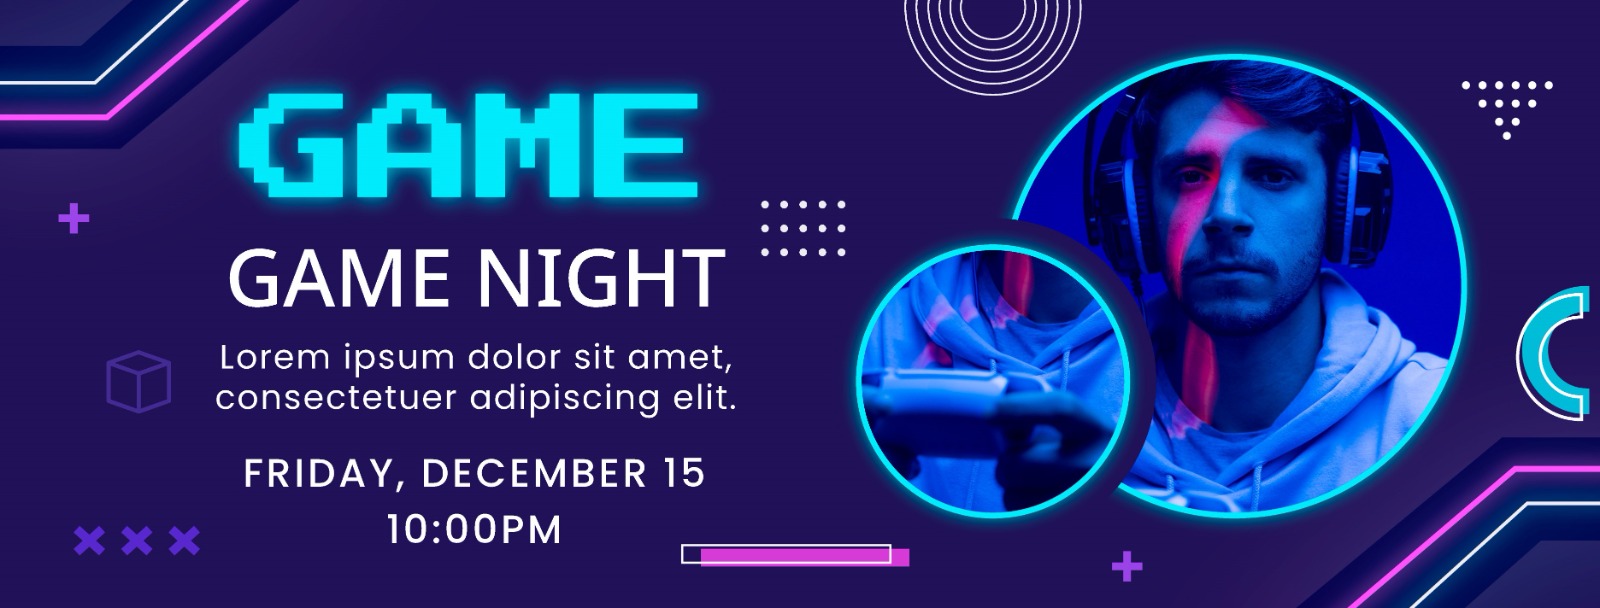 GAME
GAME NIGHT
Lorem ipsum dolor sit amet,
consectetuer adipiscing elit.
FRIDAY, DECEMBER 15
10:00PM